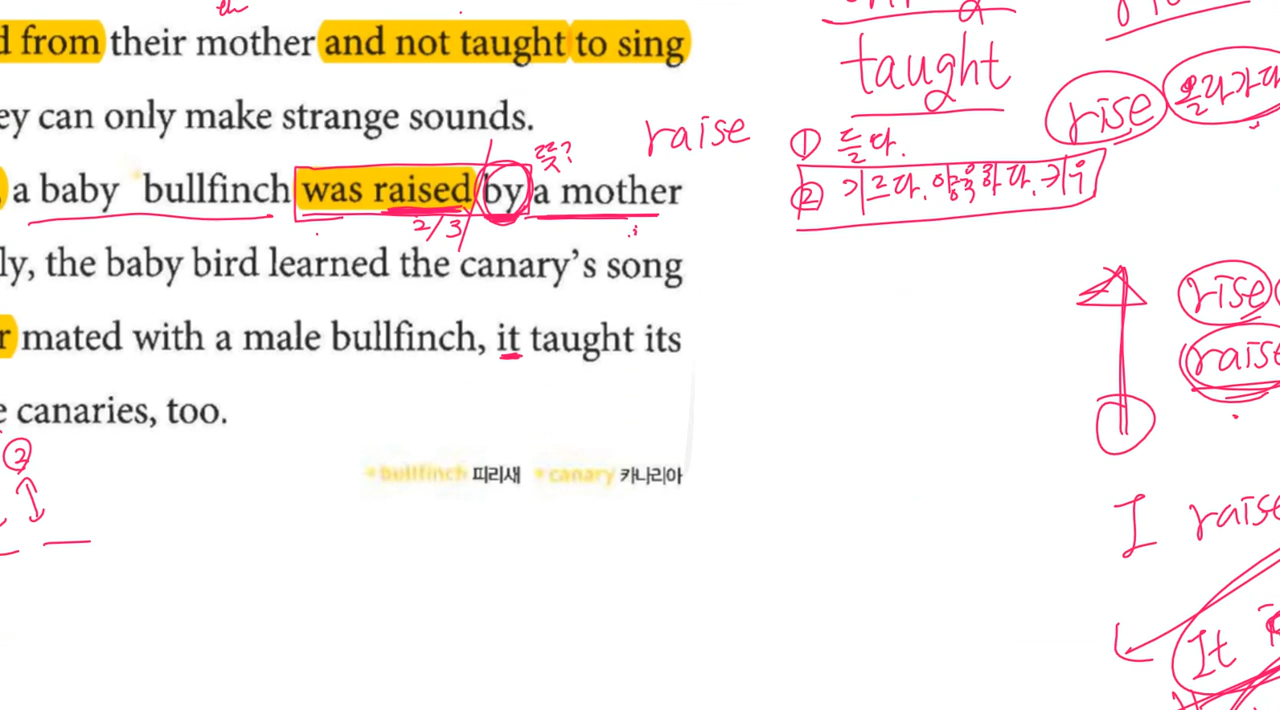 th
d from their mother and not taught to sing
taught
ey can only make strange sounds.
rise 올라가다
raise ① 들다.
뜻?
a baby bullfinch was raised by a mother
② 기르다. 양육하다. 키우
2/3
ly, the baby bird learned the canary's song
rise
r mated with a male bullfinch, it taught its
raise
e canaries, too.
②
*bullfinch 피리새 *canary 카나리아
I raise
It